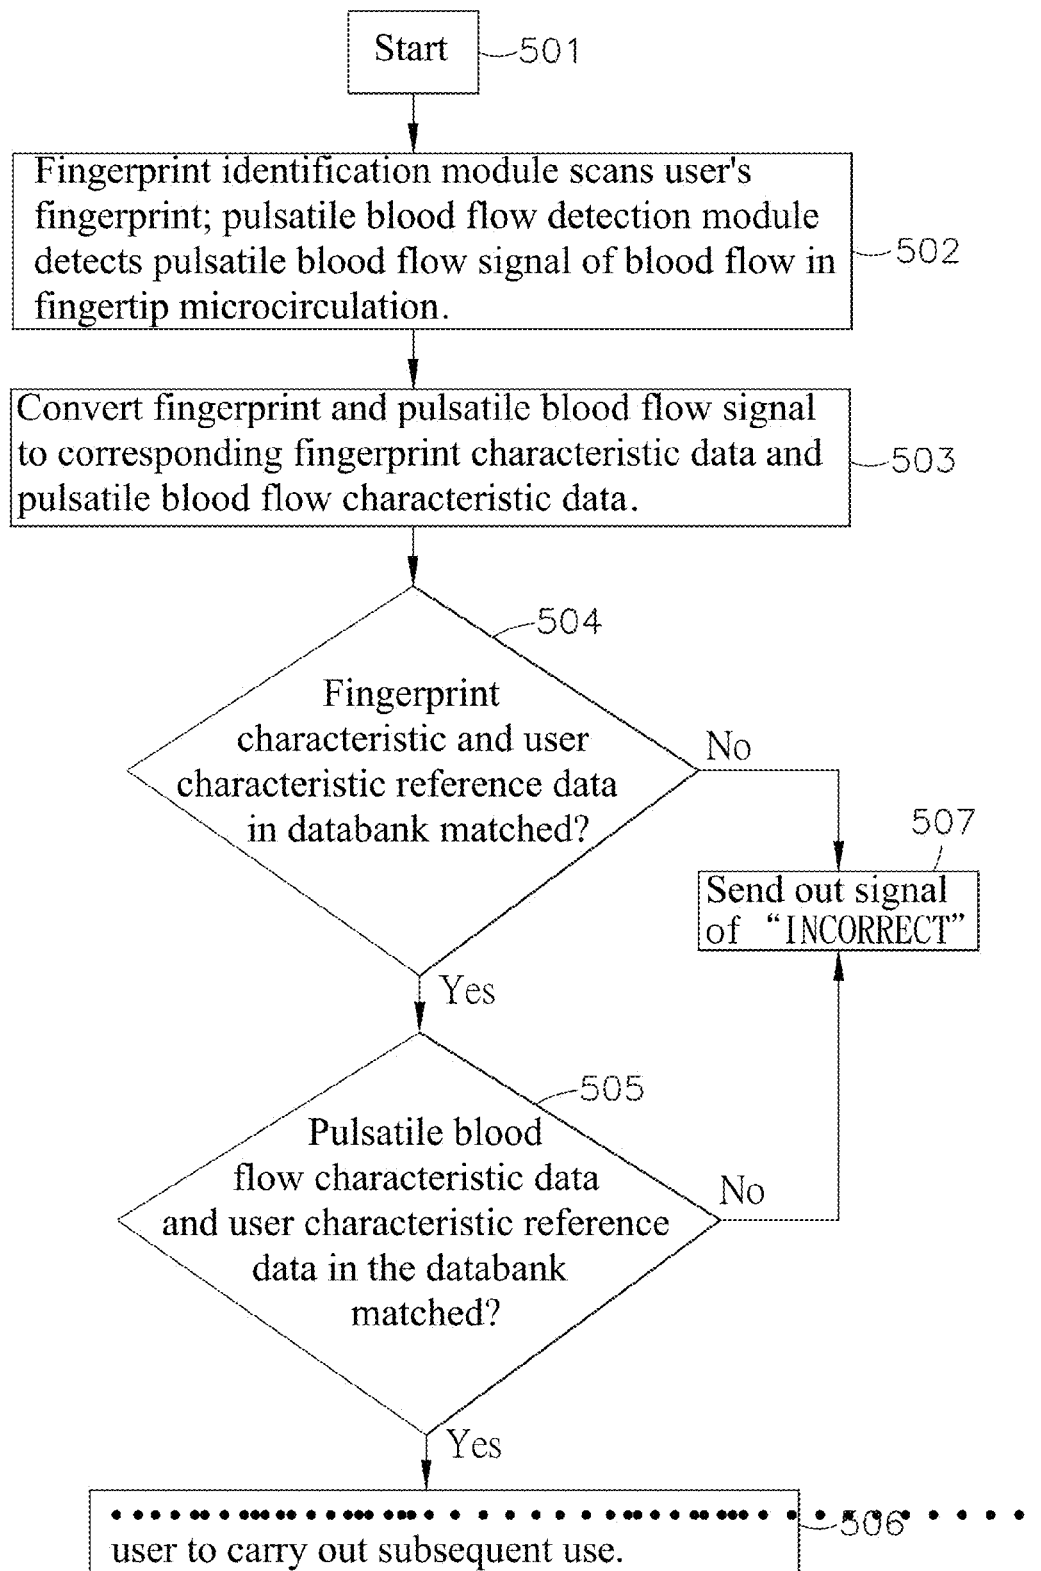 Start
501
Fingerprint identification module scans user's
fingerprint; pulsatile blood flow detection module
detects pulsatile blood flow signal of blood flow in
fingertip microcirculation.
502
Convert fingerprint and pulsatile blood flow signal
to corresponding fingerprint characteristic data and
pulsatile blood flow characteristic data.
503
504
Fingerprint
characteristic and user
characteristic reference data
in databank matched?
No
507
Send out signal
of “INCORRECT”
Yes
505
Pulsatile blood
flow characteristic data
and user characteristic reference
data in the databank
matched?
No
Yes
506
user to carry out subsequent use.